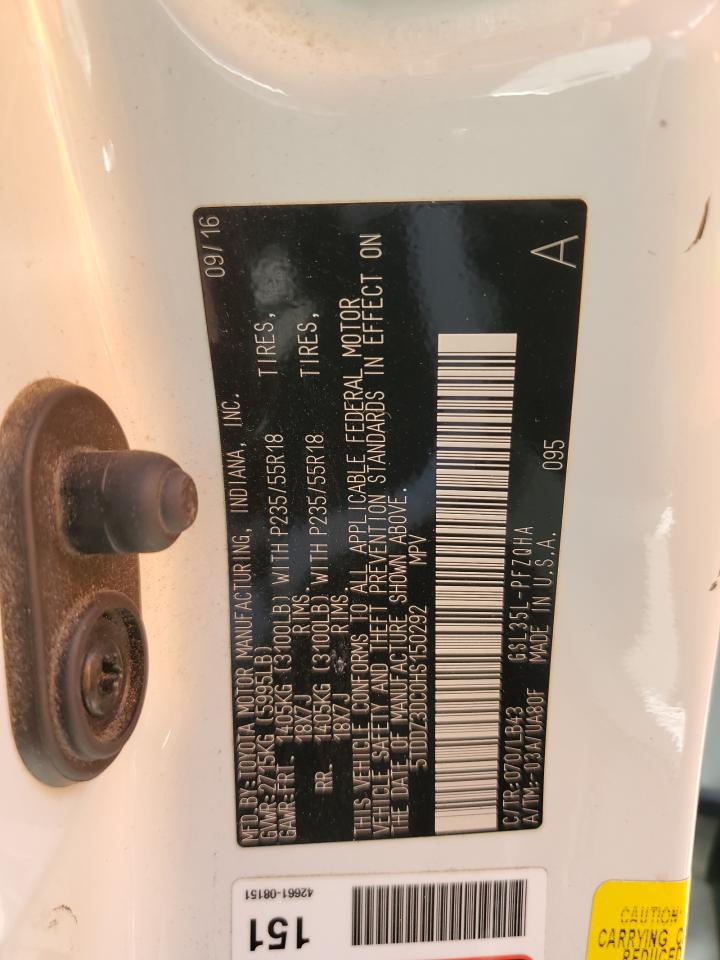 MFD.BY:TOYOTA MOTOR MANUFACTURING, INDIANA, INC. 09/16
GWR:2715KG (5995LB)
GAWR:FRT. 1405KG (3100LB) WITH P235/55R18 TIRES,
18X7J RIMS
RR. 1405KG (3100LB) WITH P235/55R18 TIRES,
18X7J RIMS
THIS VEHICLE CONFORMS TO ALL APPLICABLE FEDERAL MOTOR
VEHICLE SAFETY AND THEFT PREVENTION STANDARDS IN EFFECT ON
THE DATE OF MANUFACTURE SHOWN ABOVE.
5TDDZ3DC0HS150292 MPV
A
C/TR:070/LB43 GSL35L-PFZQHA
A/TM:-03A/UA80F MADE IN U.S.A. 095
42661-08151
151
CAUTION
CARRYING
REDUCED